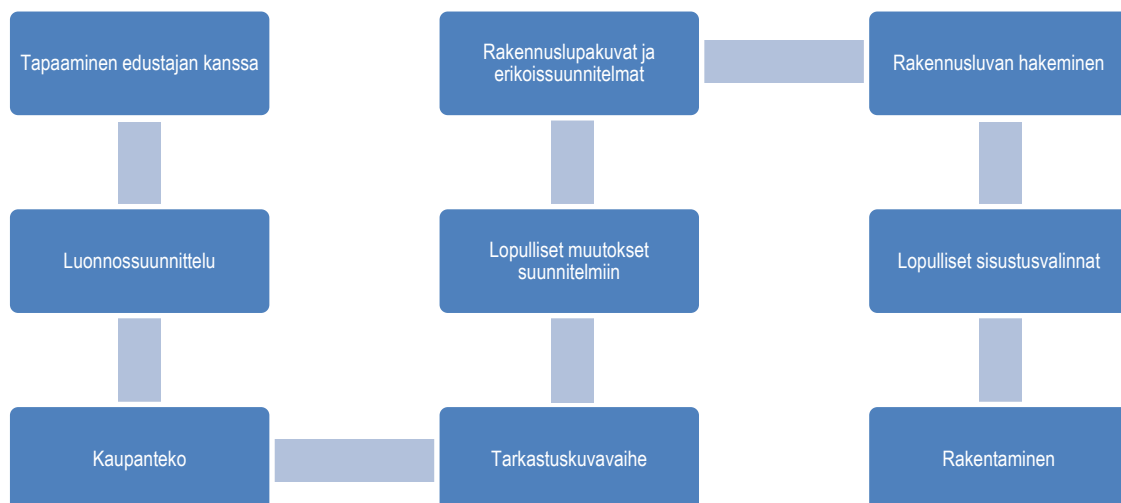 Tapaaminen edustajan kanssa
Luonnossuunnittelu
Kaupanteko
Tarkastuskuvavaihe
Lopulliset muutokset
suunnitelmiin
Rakennuslupakuvat ja
erikoissuunnitelmat
Rakennusluvan hakeminen
Lopulliset sisustusvalinnat
Rakentaminen